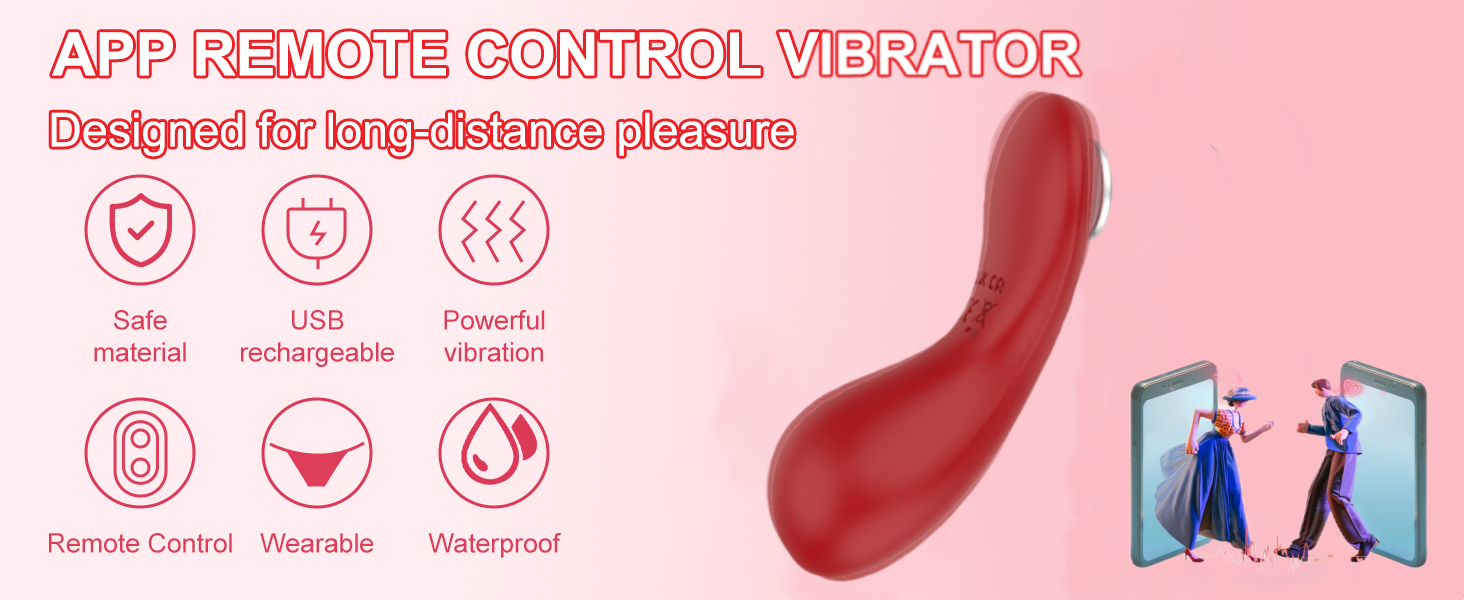 APP REMOTE CONTROL VIBRATOR
Designed for long-distance pleasure
Safe
material
USB
rechargeable
Powerful
vibration
Remote Control
Wearable
Waterproof